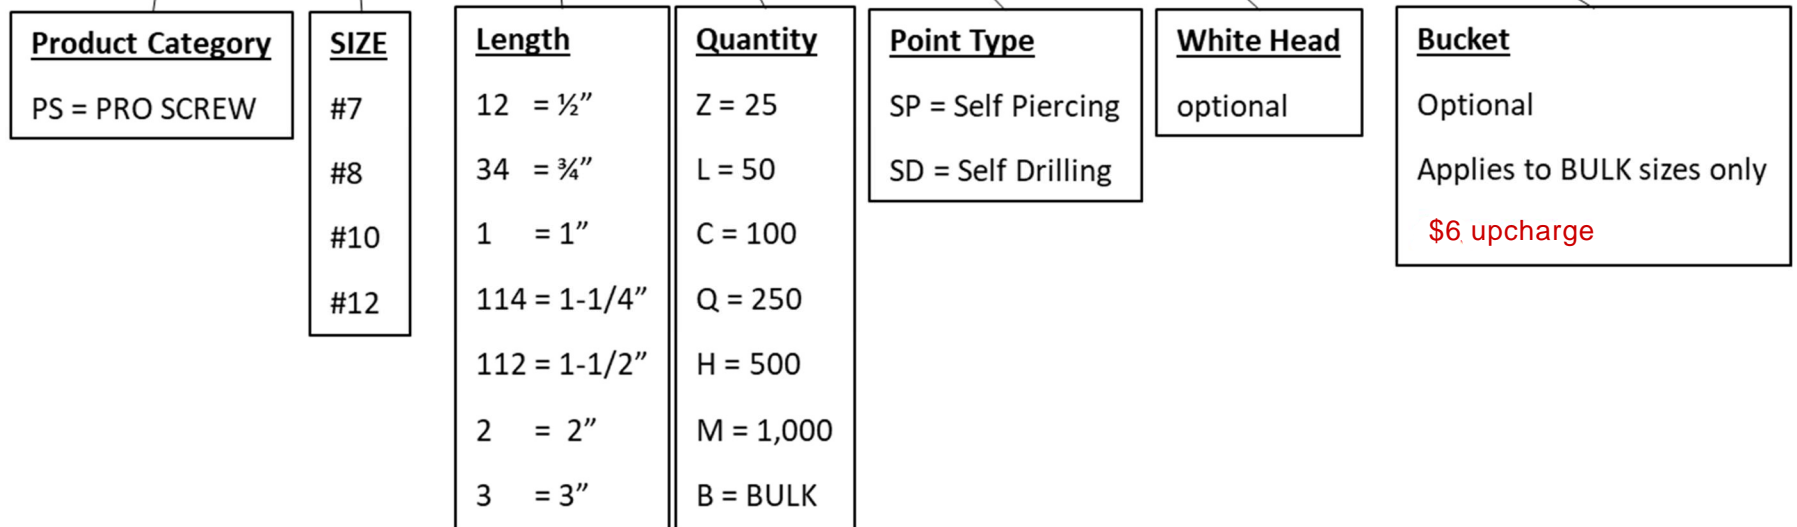 Product Category
PS = PRO SCREW
SIZE
#7
#8
#10
#12
Length
12 = ½”
34 = ¾”
1 = 1”
114 = 1-1/4”
112 = 1-1/2”
2 = 2”
3 = 3”
Quantity
Z = 25
L = 50
C = 100
Q = 250
H = 500
M = 1,000
B = BULK
Point Type
SP = Self Piercing
SD = Self Drilling
White Head
optional
Bucket
Optional
Applies to BULK sizes only
$6 upcharge